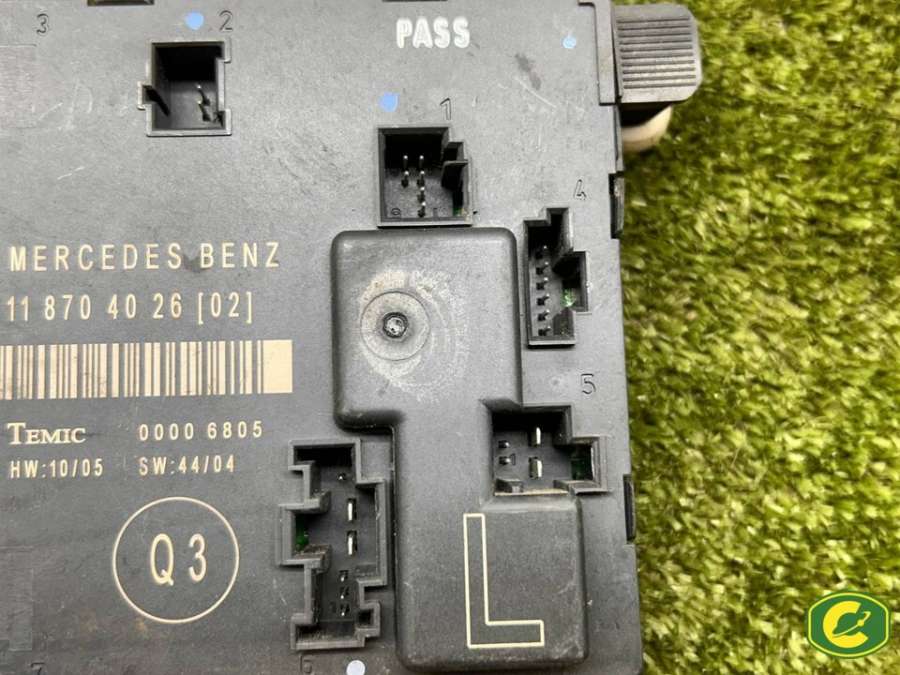 3
2
PASS
1
4
MERCEDES BENZ
11 870 40 26 [02]
5
TEMIC 0000 6805
HW:10/05 SW:44/04
Q3
L
6
7
C